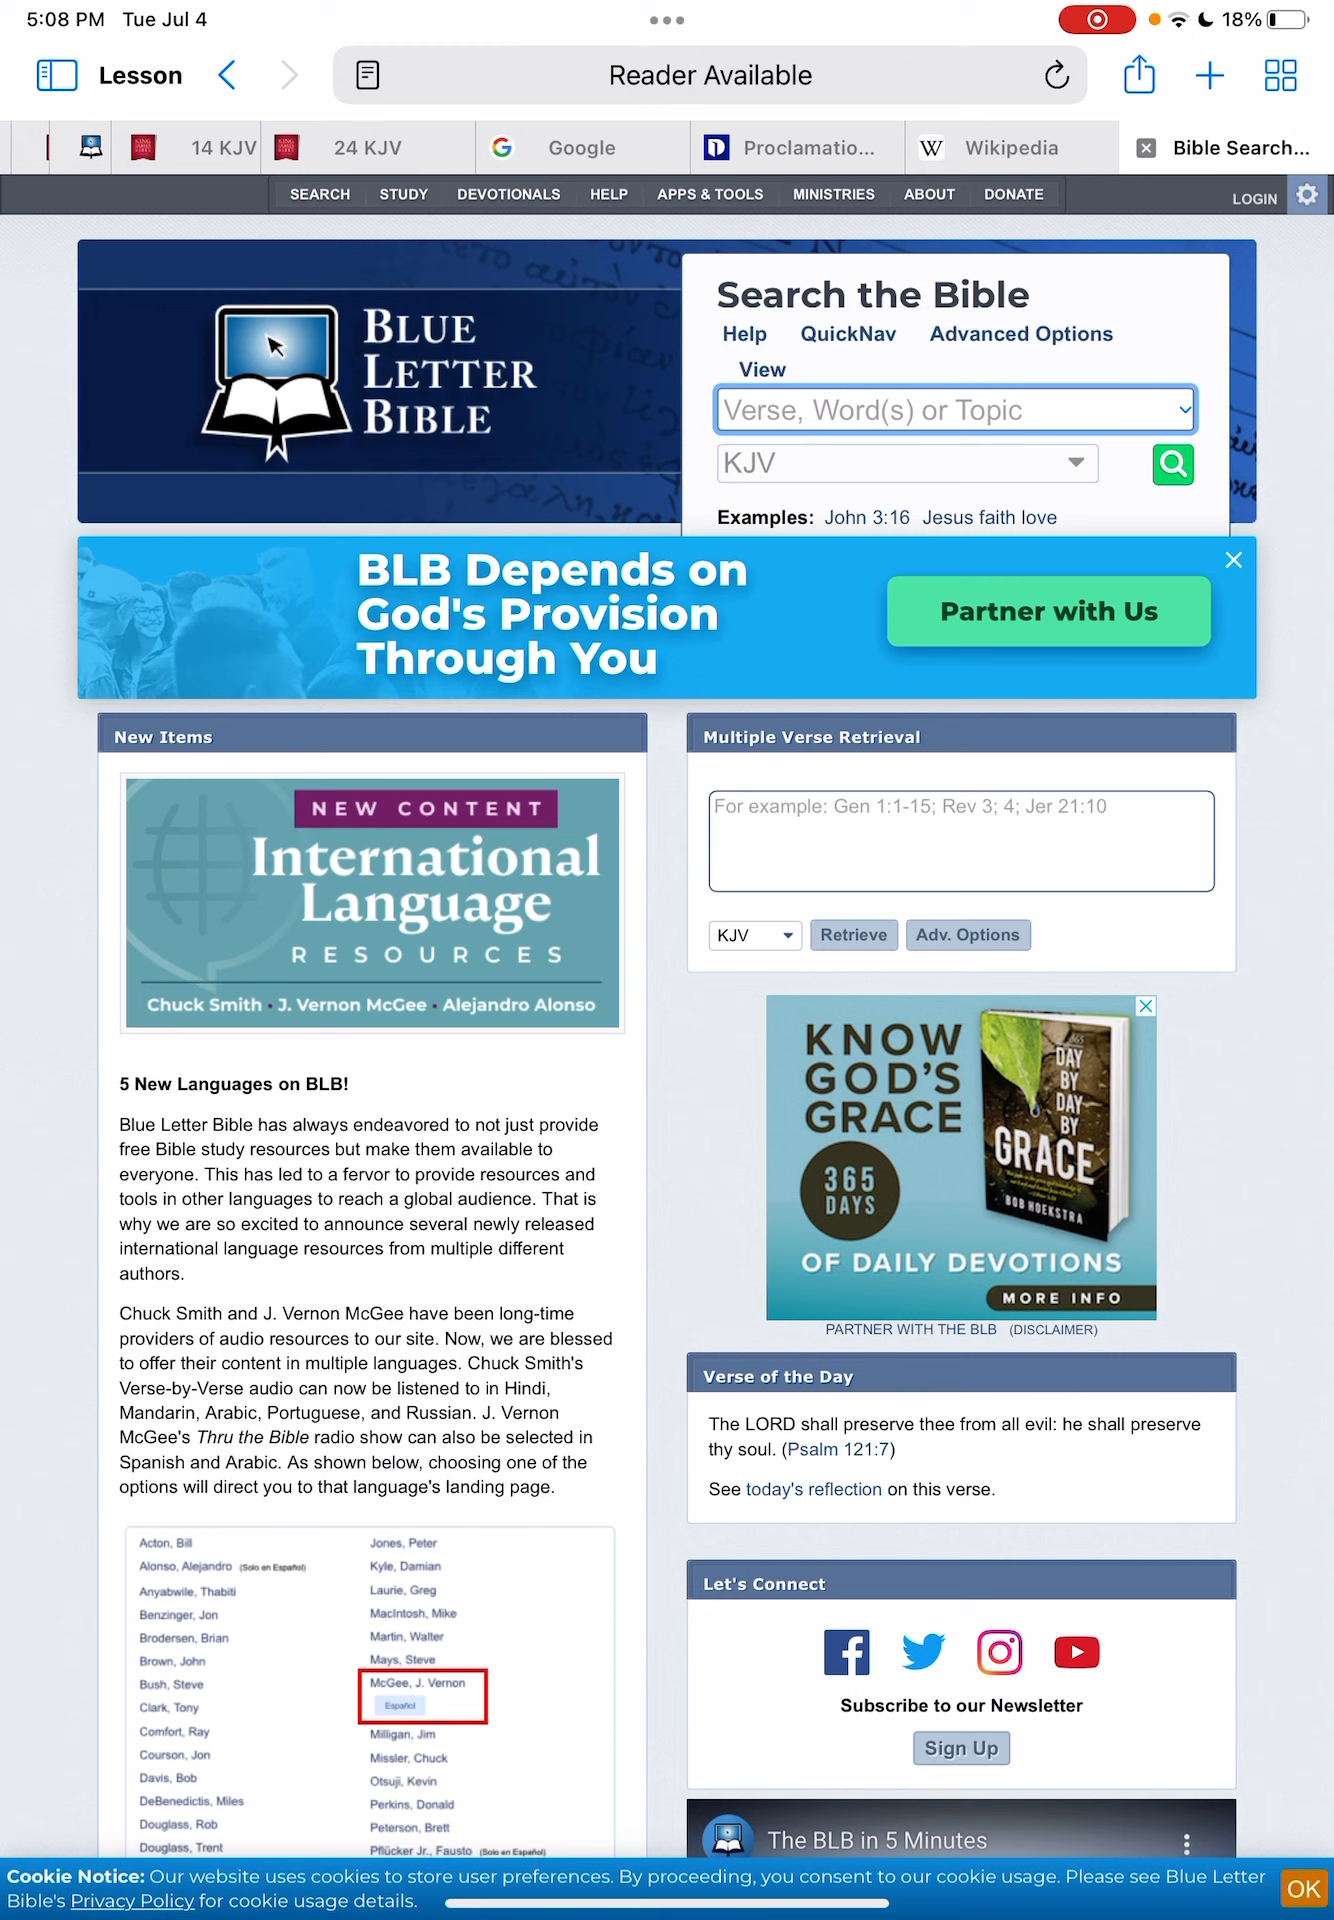 5:08 PM Tue Jul 4
18%
Lesson
Reader Available
14 KJV
24 KJV
Google
Proclamatio...
Wikipedia
Bible Search...
SEARCH STUDY DEVOTIONALS HELP APPS & TOOLS MINISTRIES ABOUT DONATE
LOGIN
BLUE
LETTER
BIBLE
Search the Bible
Help QuickNav Advanced Options
View
Verse, Word(s) or Topic
KJV
Examples: John 3:16 Jesus faith love
BLB Depends on
God's Provision
Through You
Partner with Us
New Items
NEW CONTENT
International
Language
RESOURCES
Chuck Smith • J. Vernon McGee • Alejandro Alonso
5 New Languages on BLB!
Blue Letter Bible has always endeavored to not just provide
free Bible study resources but make them available to
everyone. This has led to a fervor to provide resources and
tools in other languages to reach a global audience. That is
why we are so excited to announce several newly released
international language resources from multiple different
authors.
Chuck Smith and J. Vernon McGee have been long-time
providers of audio resources to our site. Now, we are blessed
to offer their content in multiple languages. Chuck Smith's
Verse-by-Verse audio can now be listened to in Hindi,
Mandarin, Arabic, Portuguese, and Russian. J. Vernon
McGee's Thru the Bible radio show can also be selected in
Spanish and Arabic. As shown below, choosing one of the
options will direct you to that language's landing page.
Acton, Bill
Alonso, Alejandro (Solo en Español)
Anyabwile, Thabiti
Benzinger, Jon
Brodersen, Brian
Brown, John
Bush, Steve
Clark, Tony
Comfort, Ray
Courson, Jon
Davis, Bob
DeBenedictis, Miles
Douglass, Rob
Douglass, Trent
Jones, Peter
Kyle, Damian
Laurie, Greg
MacIntosh, Mike
Martin, Walter
Mays, Steve
McGee, J. Vernon
Español
Milligan, Jim
Missler, Chuck
Otsuji, Kevin
Perkins, Donald
Peterson, Brett
Pflücker Jr., Fausto (Solo en Español)
Multiple Verse Retrieval
For example: Gen 1:1-15; Rev 3; 4; Jer 21:10
KJV Retrieve Adv. Options
KNOW
GOD'S
GRACE
365
DAYS
DAY
BY
DAY
BY
GRACE
BOB HOEKSTRA
OF DAILY DEVOTIONS
MORE INFO
PARTNER WITH THE BLB (DISCLAIMER)
Verse of the Day
The LORD shall preserve thee from all evil: he shall preserve
thy soul. (Psalm 121:7)
See today's reflection on this verse.
Let's Connect
Subscribe to our Newsletter
Sign Up
The BLB in 5 Minutes
Cookie Notice: Our website uses cookies to store user preferences. By proceeding, you consent to our cookie usage. Please see Blue Letter
Bible's Privacy Policy for cookie usage details.
OK